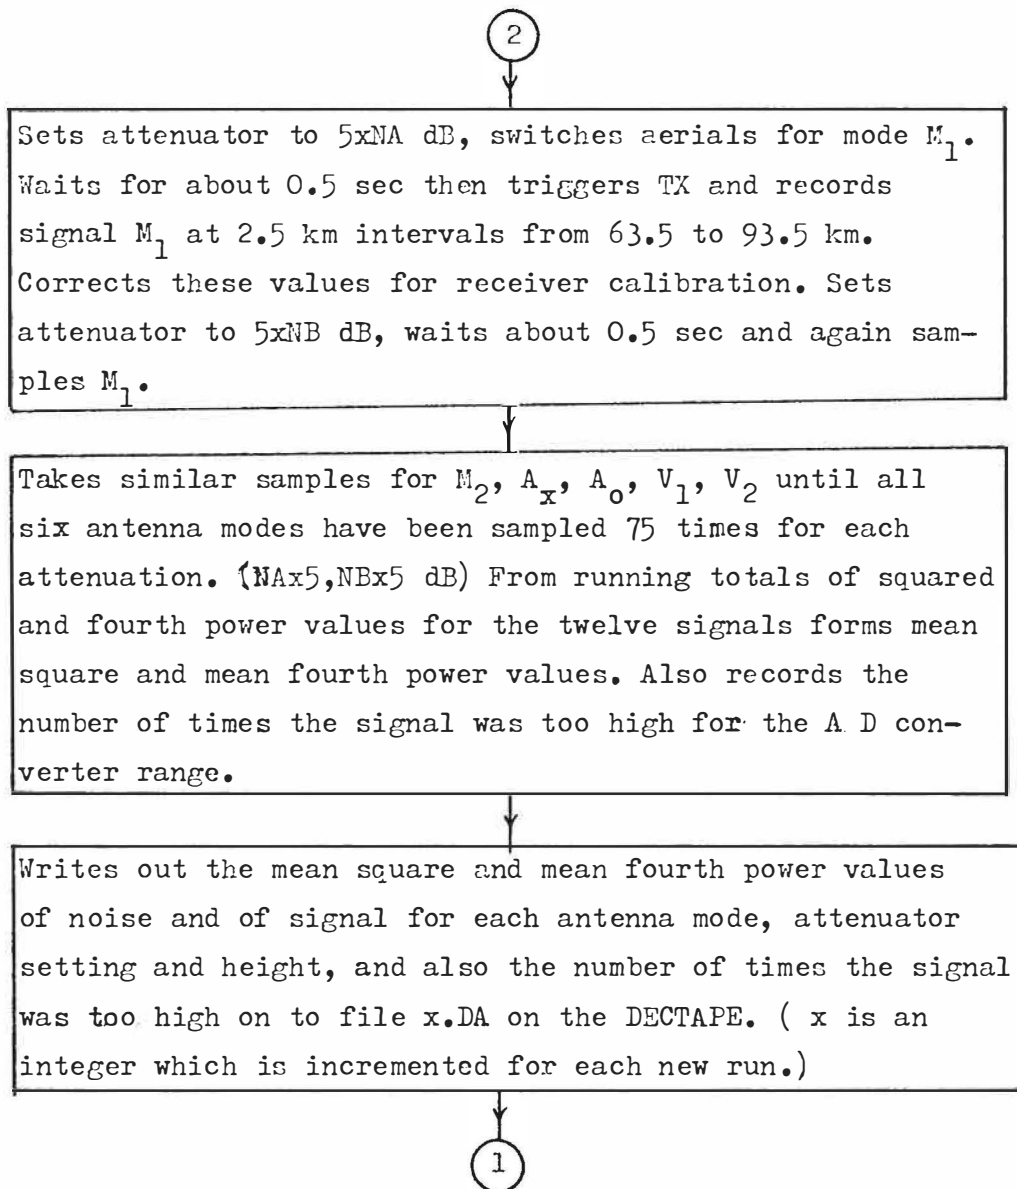 2
Sets attenuator to 5xNA dB, switches aerials for mode M₁.
Waits for about 0.5 sec then triggers TX and records
signal M₁ at 2.5 km intervals from 63.5 to 93.5 km.
Corrects these values for receiver calibration. Sets
attenuator to 5xNB dB, waits about 0.5 sec and again sam-
ples M₁.
Takes similar samples for M₂, Aₓ, Aₒ, V₁, V₂ until all
six antenna modes have been sampled 75 times for each
attenuation. (NAx5,NBx5 dB) From running totals of squared
and fourth power values for the twelve signals forms mean
square and mean fourth power values. Also records the
number of times the signal was too high for the A D con-
verter range.
Writes out the mean square and mean fourth power values
of noise and of signal for each antenna mode, attenuator
setting and height, and also the number of times the signal
was too high on to file x.DA on the DECTAPE. ( x is an
integer which is incremented for each new run.)
1